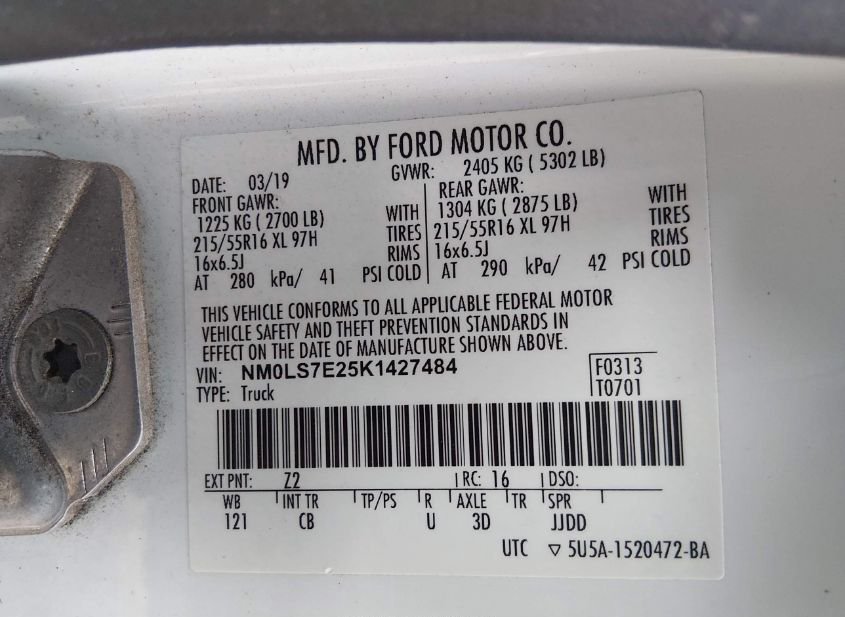 MFD. BY FORD MOTOR CO.
DATE: 03/19 GVWR: 2405 KG ( 5302 LB)
FRONT GAWR: REAR GAWR:
1225 KG ( 2700 LB) WITH 1304 KG ( 2875 LB) WITH
215/55R16 XL 97H TIRES 215/55R16 XL 97H TIRES
16x6.5J RIMS 16x6.5J RIMS
AT 280 kPa/ 41 PSI COLD AT 290 kPa/ 42 PSI COLD
THIS VEHICLE CONFORMS TO ALL APPLICABLE FEDERAL MOTOR
VEHICLE SAFETY AND THEFT PREVENTION STANDARDS IN
EFFECT ON THE DATE OF MANUFACTURE SHOWN ABOVE.
VIN: NM0LS7E25K1427484 F0313
TYPE: Truck T0701
EXT PNT: Z2 RC: 16 DSO:
WB INT TR TP/PS R AXLE TR SPR
121 CB U 3D JJDD
UTC ▽ 5U5A-1520472-BA